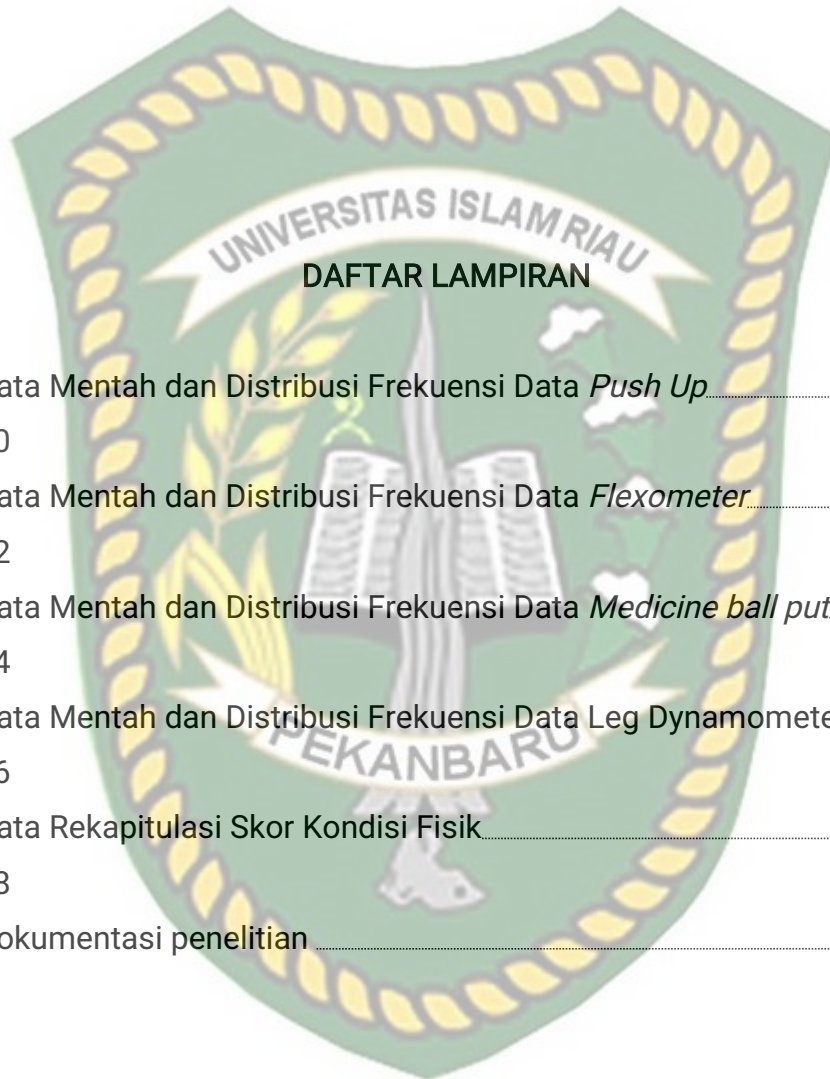 UNIVERSITAS ISLAM RIAU
DAFTAR LAMPIRAN
ata Mentah dan Distribusi Frekuensi Data Push Up
0
ata Mentah dan Distribusi Frekuensi Data Flexometer
2
ata Mentah dan Distribusi Frekuensi Data Medicine ball put
4
ata Mentah dan Distribusi Frekuensi Data Leg Dynamomete
PEKANBARU
6
ata Rekapitulasi Skor Kondisi Fisik
8
okumentasi penelitian